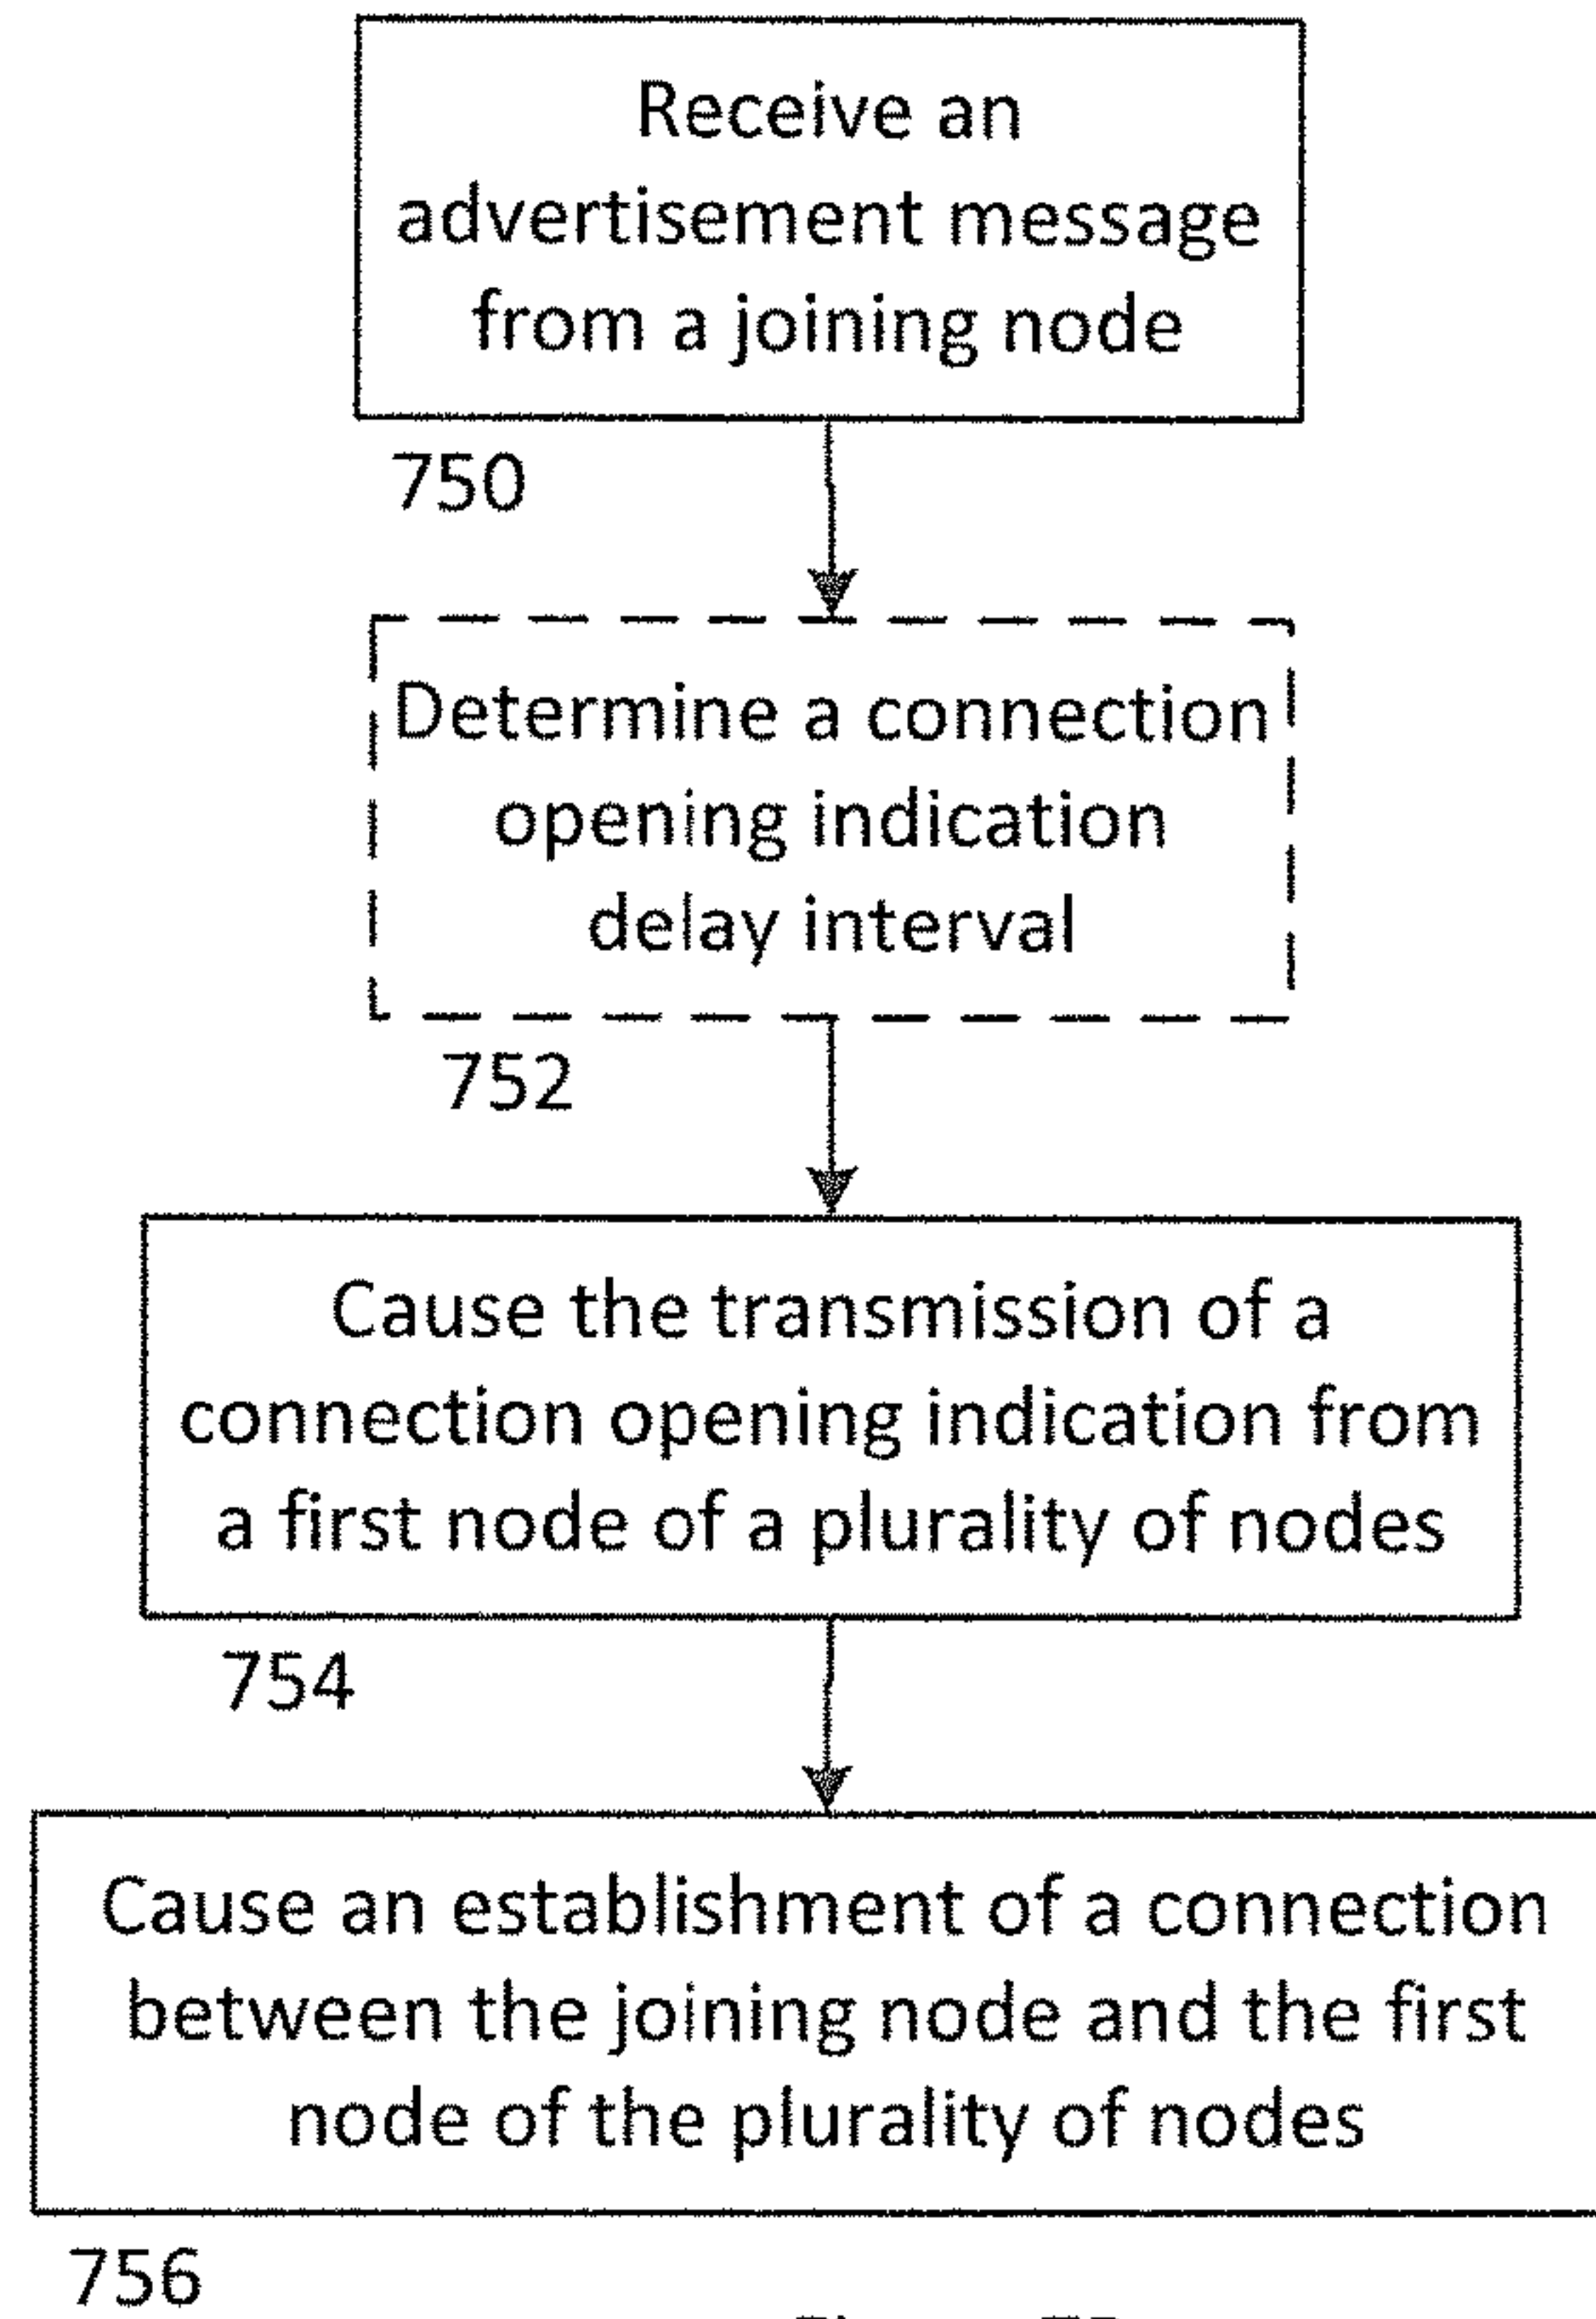 Receive an
advertisement message
from a joining node
750
Determine a connection
opening indication
delay interval
752
Cause the transmission of a
connection opening indication from
a first node of a plurality of nodes
754
Cause an establishment of a connection
between the joining node and the first
node of the plurality of nodes
756